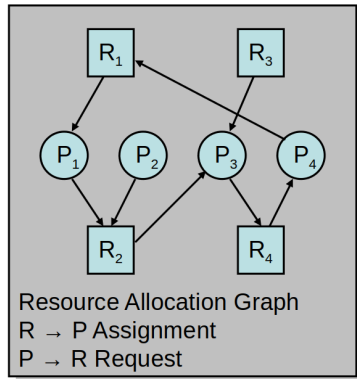 R1 R3
P1 P2 P3 P4
R2 R4
Resource Allocation Graph
R → P Assignment
P → R Request